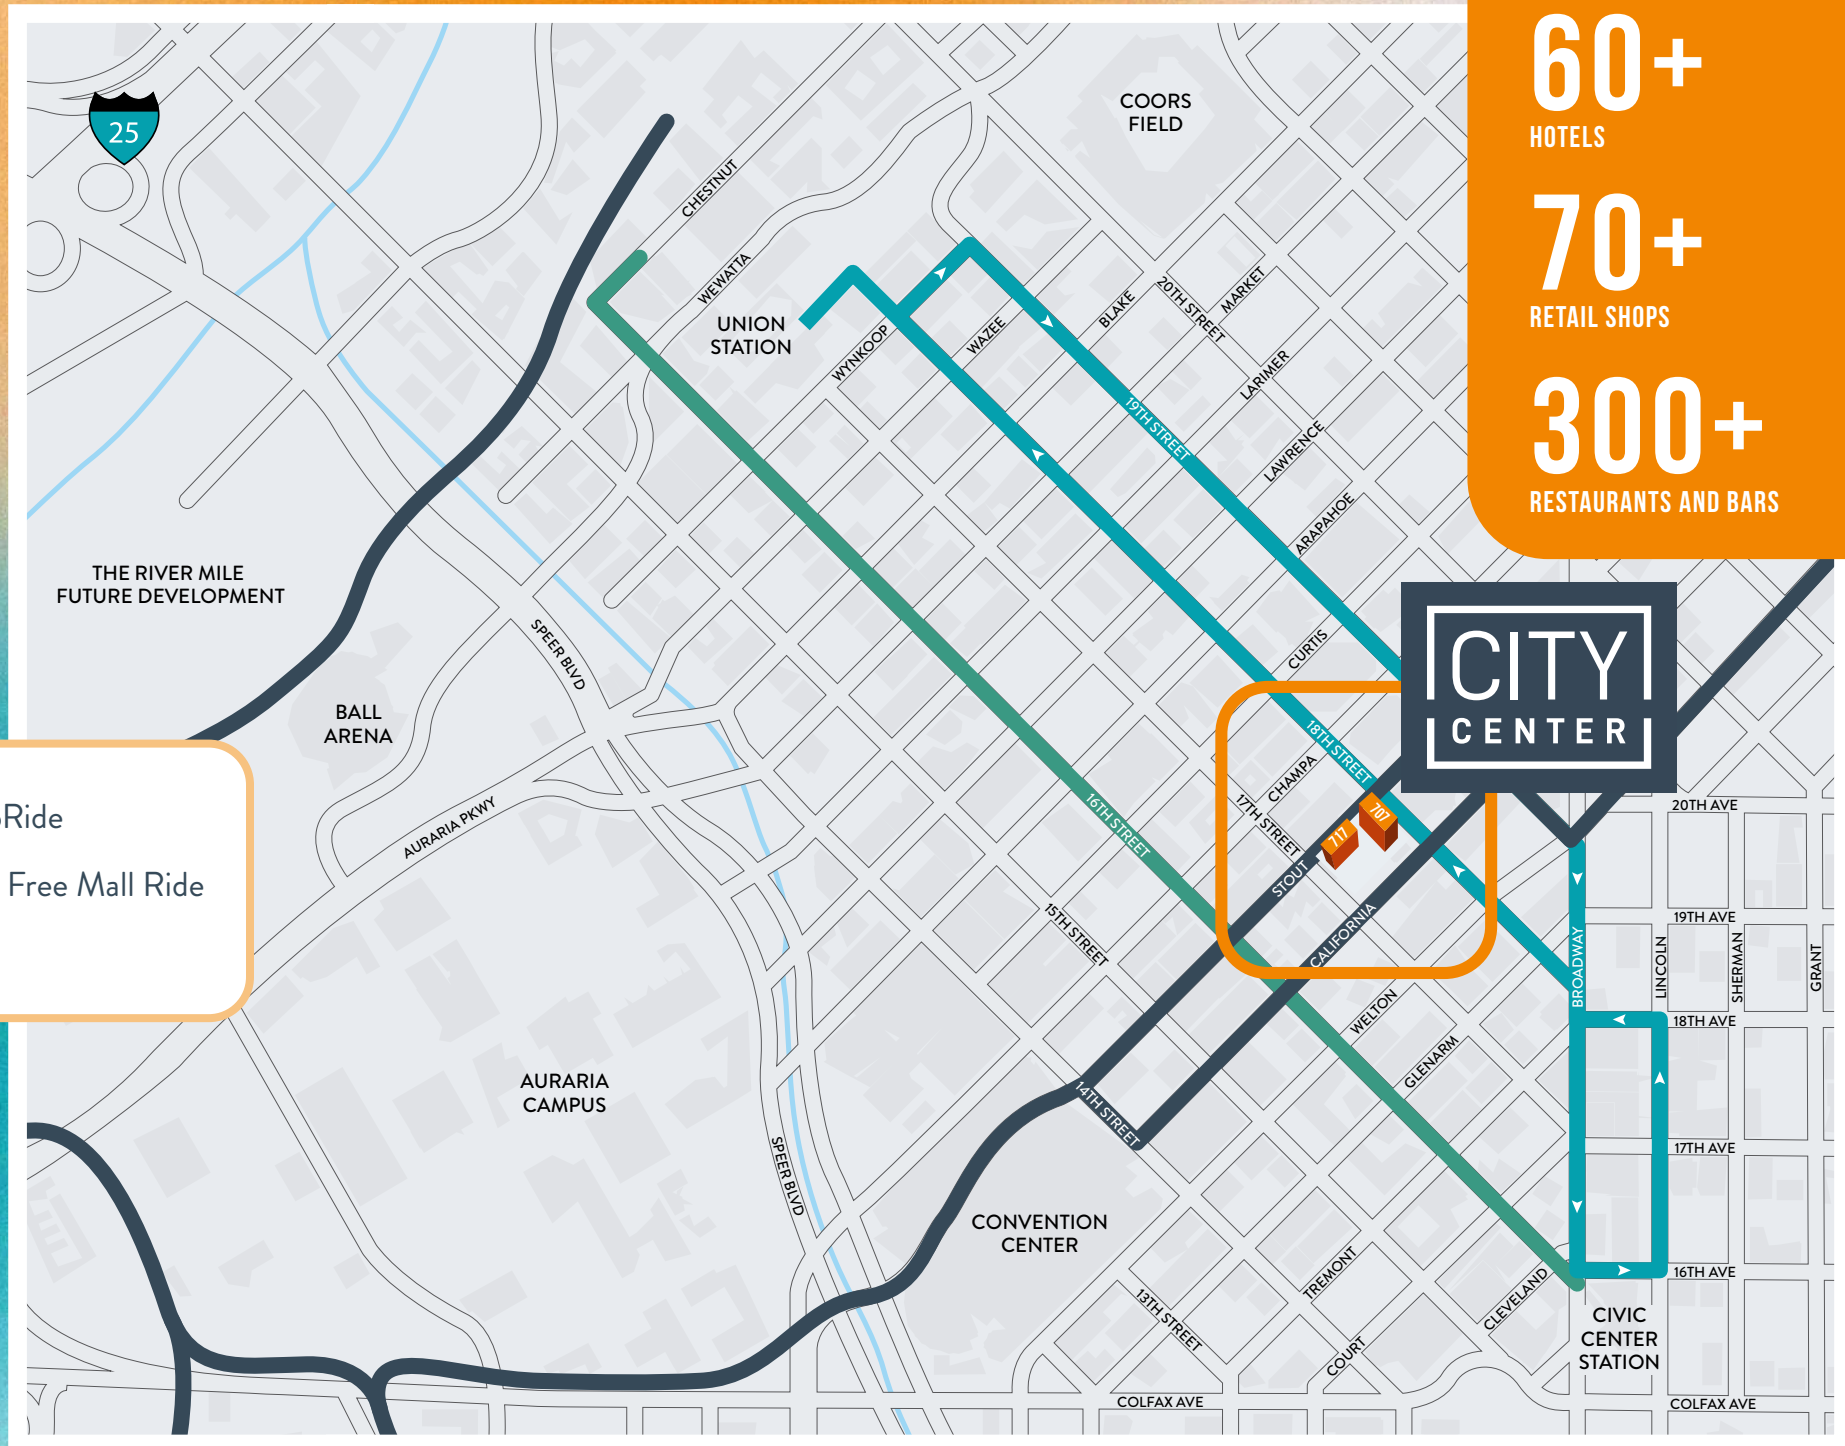 60+
HOTELS
70+
RETAIL SHOPS
300+
RESTAURANTS AND BARS
25
COORS
FIELD
CHESTNUT
WEWATTA
UNION
STATION
WYNKOOP
WAZEE
BLAKE
20TH STREET
MARKET
LARIMER
19TH STREET
LAWRENCE
ARAPAHOE
THE RIVER MILE
FUTURE DEVELOPMENT
SPEER BLVD
CURTIS
CITY
CENTER
BALL
ARENA
18TH STREET
CHAMPA
17TH STREET
707
717
16TH STREET
STOUT
CALIFORNIA
AURARIA PKWY
Ride
Free Mall Ride
20TH AVE
19TH AVE
BROADWAY
LINCOLN
SHERMAN
GRANT
15TH STREET
WELTON
18TH AVE
GLENARM
14TH STREET
AURARIA
CAMPUS
SPEER BLVD
17TH AVE
CONVENTION
CENTER
TREMONT
16TH AVE
CLEVELAND
13TH STREET
COURT
CIVIC
CENTER
STATION
COLFAX AVE
COLFAX AVE